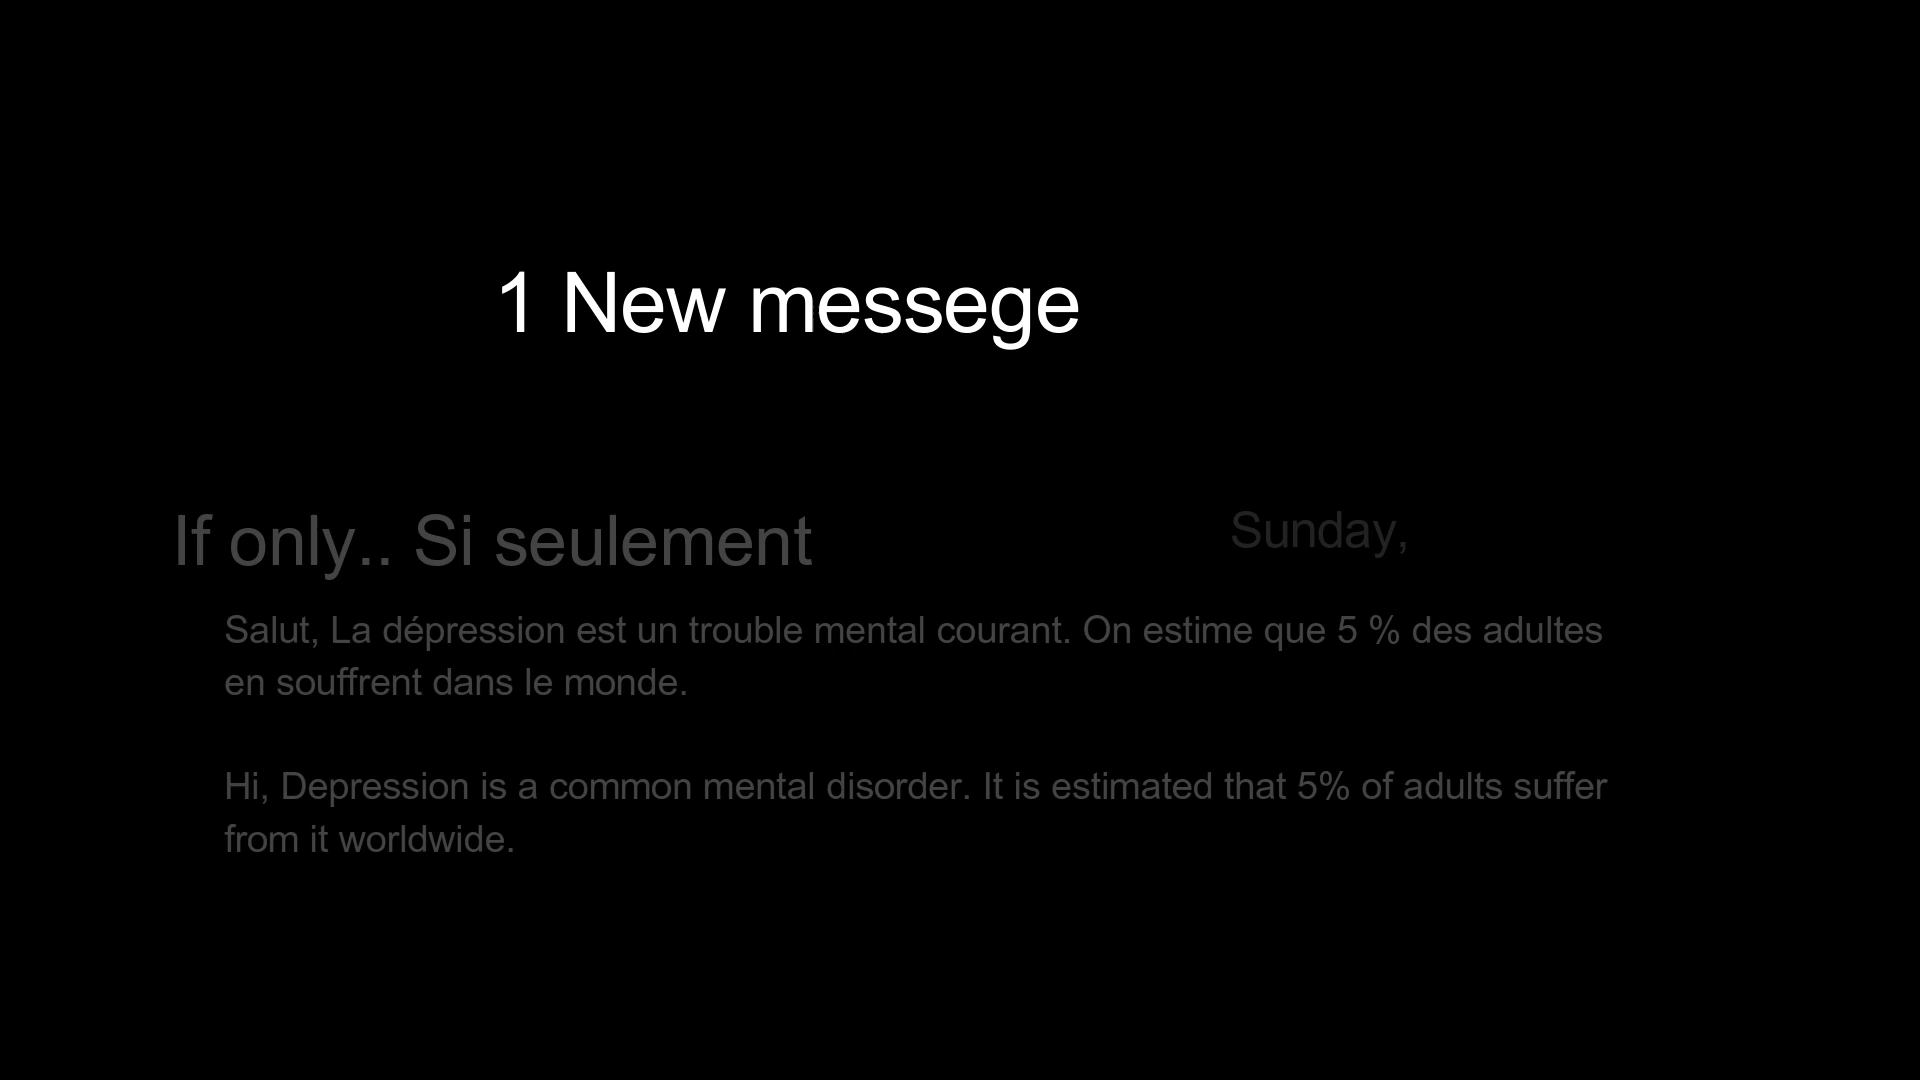 1 New messege
If only.. Si seulement
Sunday,
Salut, La dépression est un trouble mental courant. On estime que 5 % des adultes
en souffrent dans le monde.
Hi, Depression is a common mental disorder. It is estimated that 5% of adults suffer
from it worldwide.